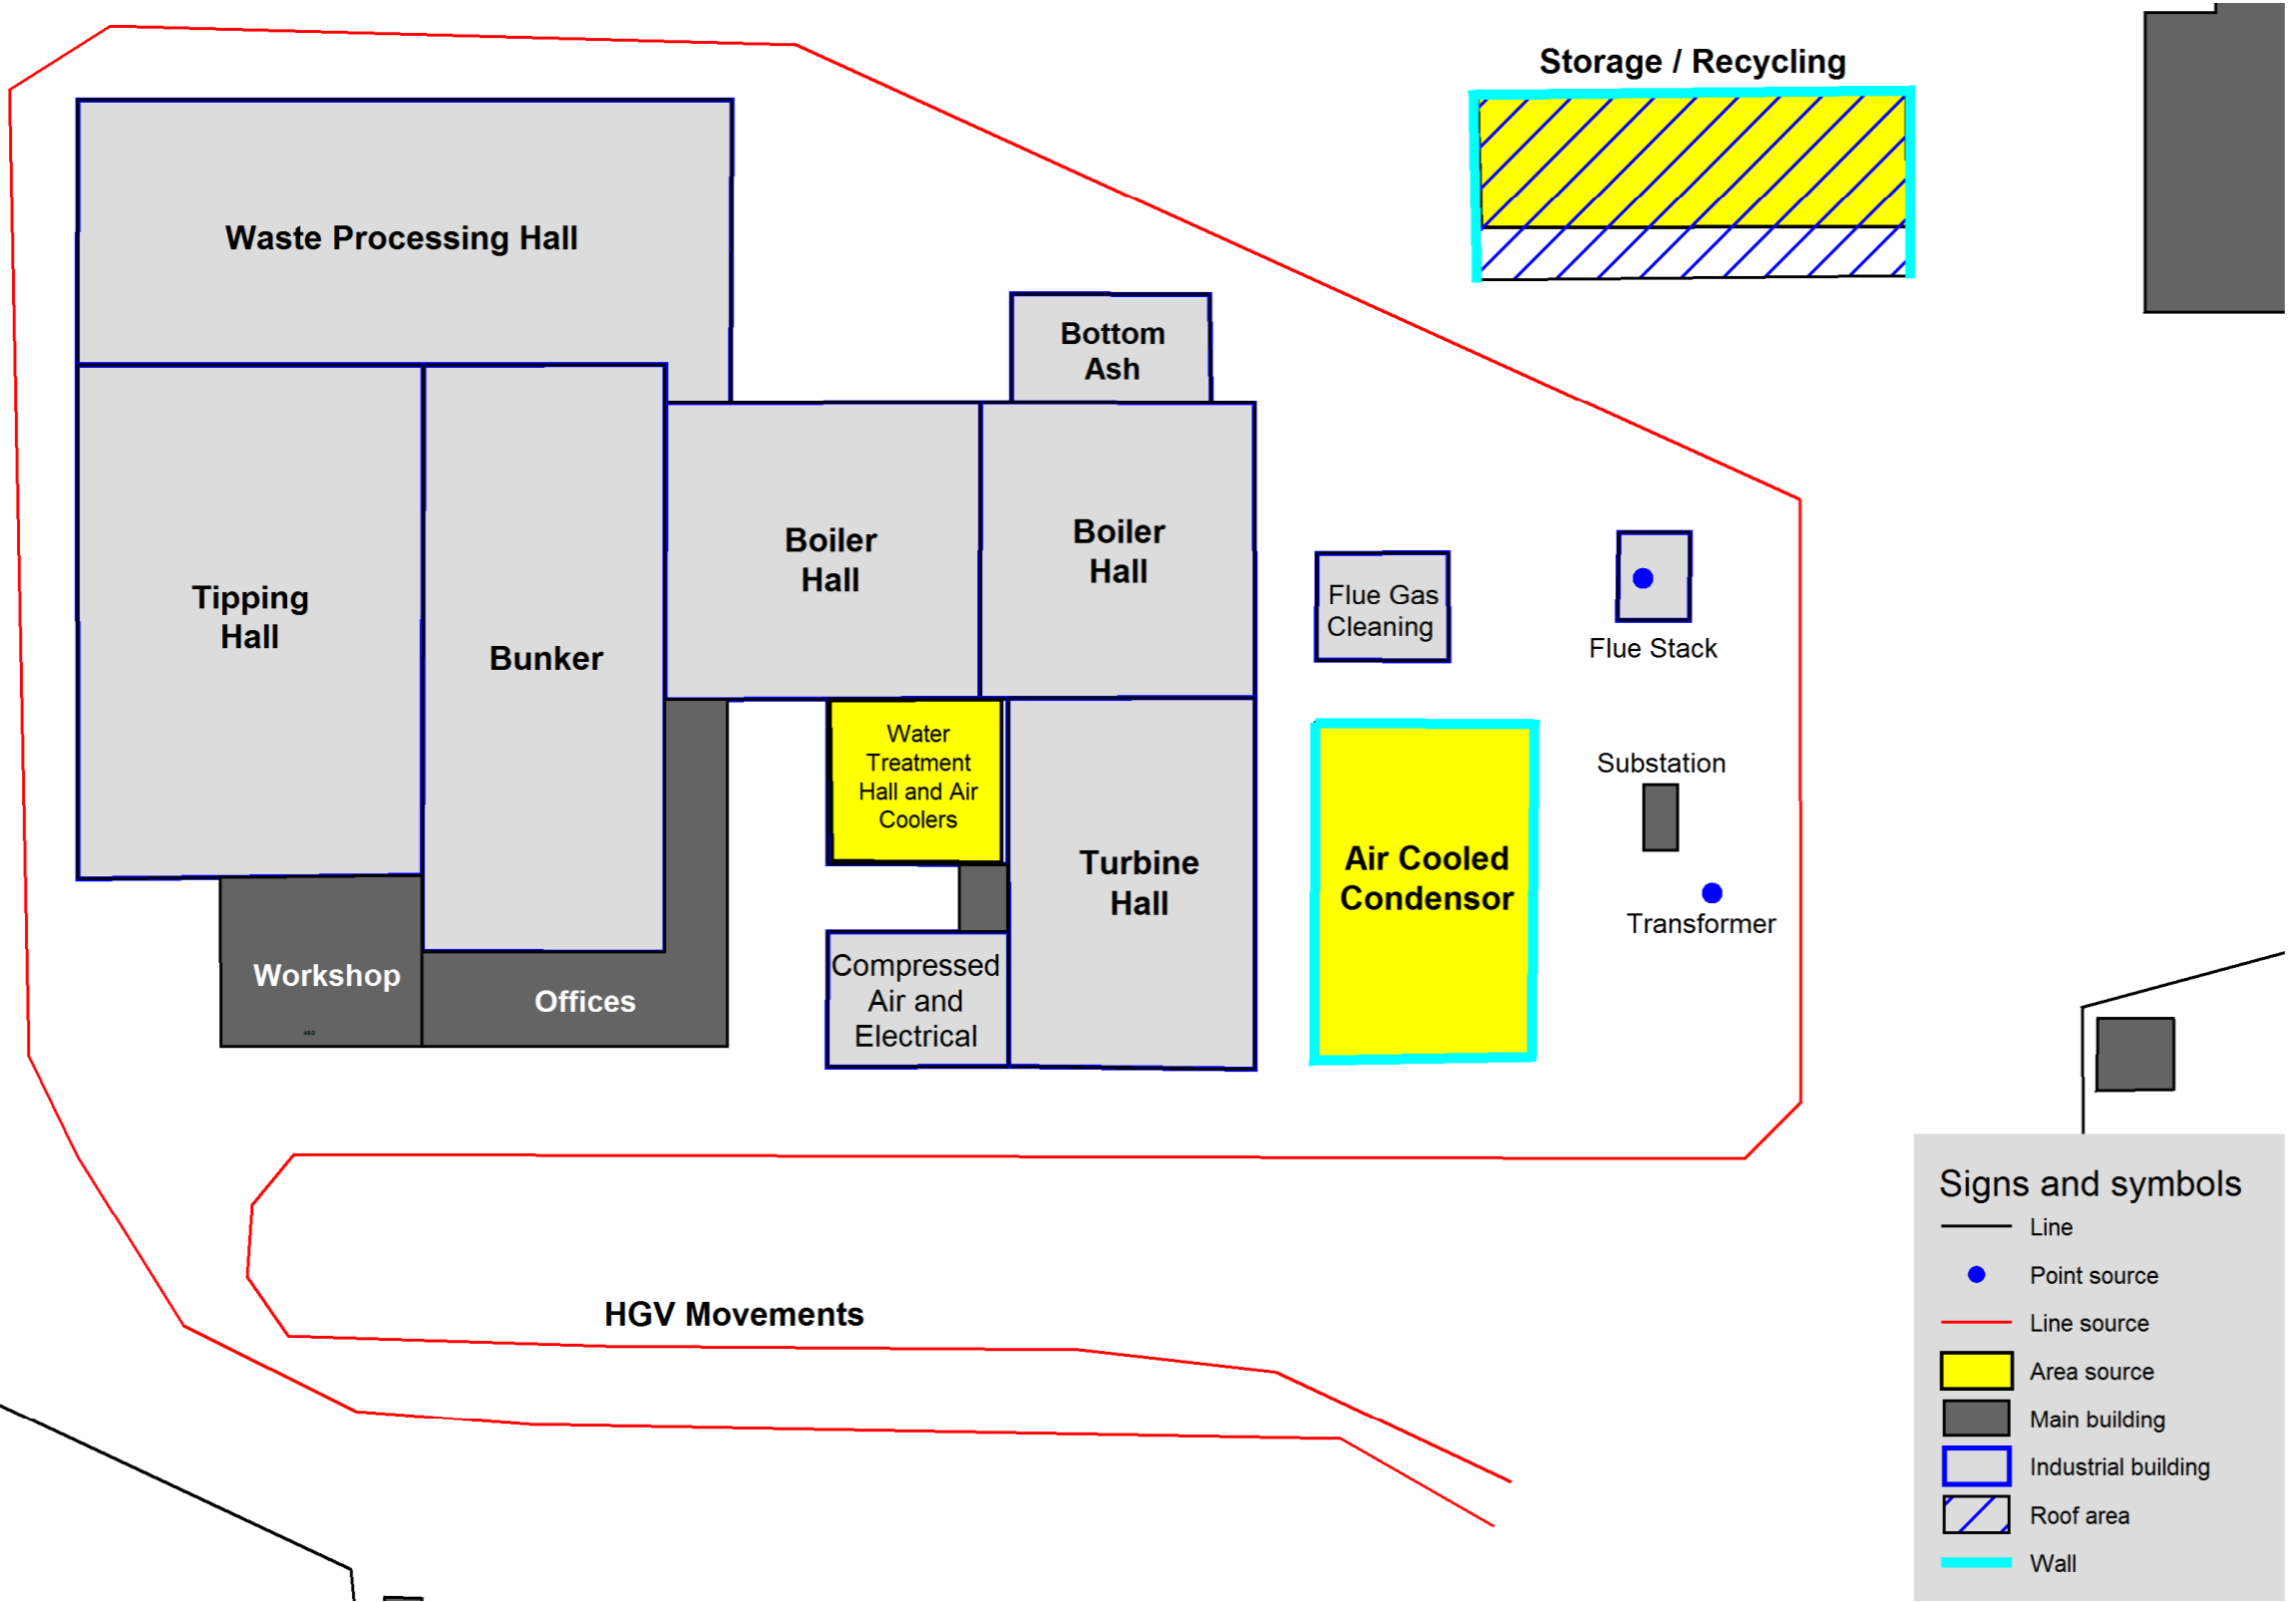 Storage / Recycling
Waste Processing Hall
Bottom
Ash
Boiler
Hall
Boiler
Hall
Tipping
Hall
Bunker
Flue Gas
Cleaning
Flue Stack
Water
Treatment
Hall and Air
Coolers
Substation
Turbine
Hall
Air Cooled
Condensor
Transformer
Workshop
Offices
Compressed
Air and
Electrical
HGV Movements
Signs and symbols
Line
Point source
Line source
Area source
Main building
Industrial building
Roof area
Wall